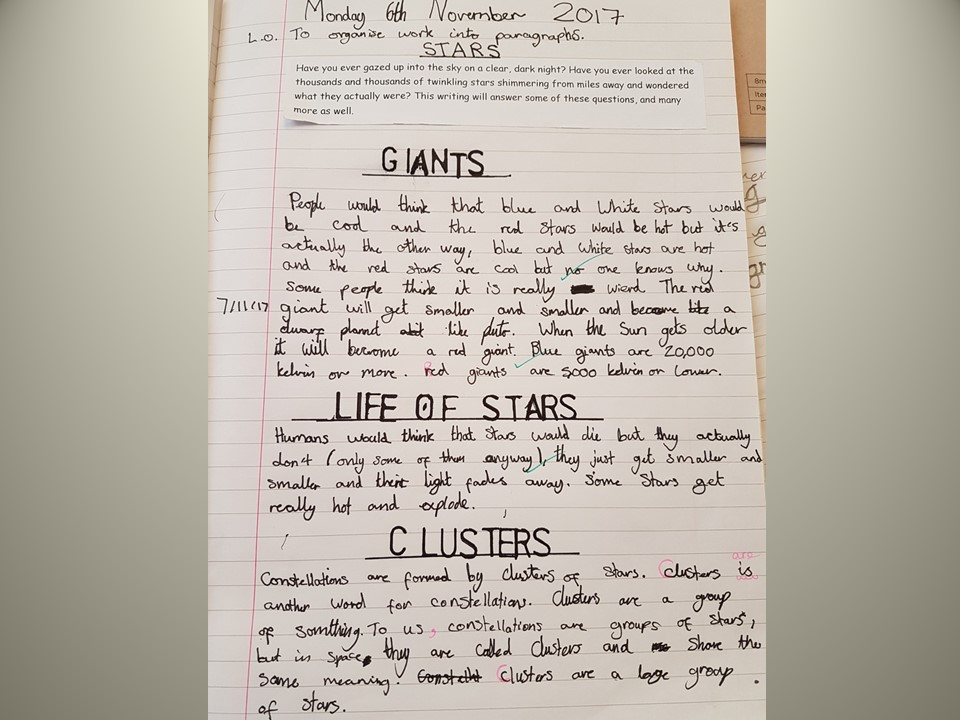 Monday 6th November 2017
L.O. To organise work into paragraphs.
STARS
Have you ever gazed up into the sky on a clear, dark night? Have you ever looked at the
thousands and thousands of twinkling stars shimmering from miles away and wondered
what they actually were? This writing will answer some of these questions, and many
more as well.
GIANTS
People would think that blue and White Stars would
be cool and the red stars would be hot but it's
actually the other way, blue and white stars are hot
and the red stars are cool but no one knows why.
Some people think it is really wierd The red
7/11/17 giant will get smaller and smaller and become a
dwarf planet like pluto. When the Sun gets older
it will become a red giant. Blue giants are 20,000
kelvin or more. Red giants are 5000 kelvin or lower.
LIFE OF STARS
Humans would think that Stars would die but they actually
don't (only some of them anyway), they just get smaller and
smaller and their light fades away. Some Stars get
really hot and explode.
CLUSTERS
are
Constellations are formed by clusters of Stars. Clusters is
another word for constellations. Clusters are a group
of somthing. To us, constellations are groups of stars,
but in space, they are called Clusters and Share the
same meaning. Clusters are a large group
of stars.